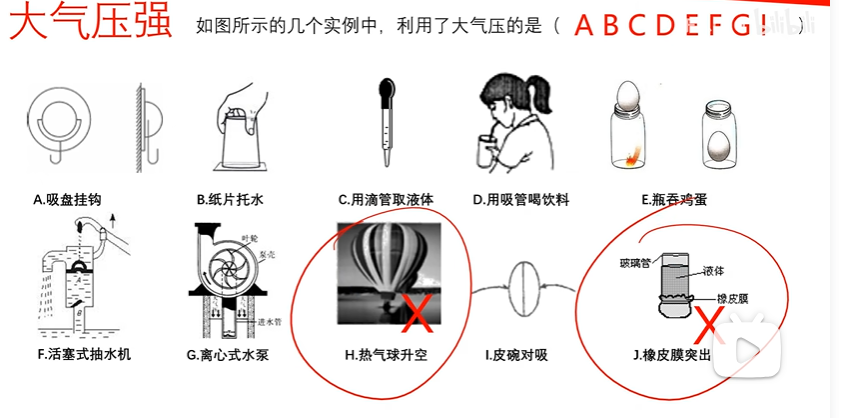 大气压强
如图所示的几个实例中，利用了大气压的是（ A B C D E F G! ）
bilibili
A.吸盘挂钩 B.纸片托水 C.用滴管取液体 D.用吸管喝饮料 E.瓶吞鸡蛋
叶轮
泵壳
进水管
A
B
玻璃管
液体
橡皮膜
X X
F.活塞式抽水机 G.离心式水泵 H.热气球升空 I.皮碗对吸 J.橡皮膜突出